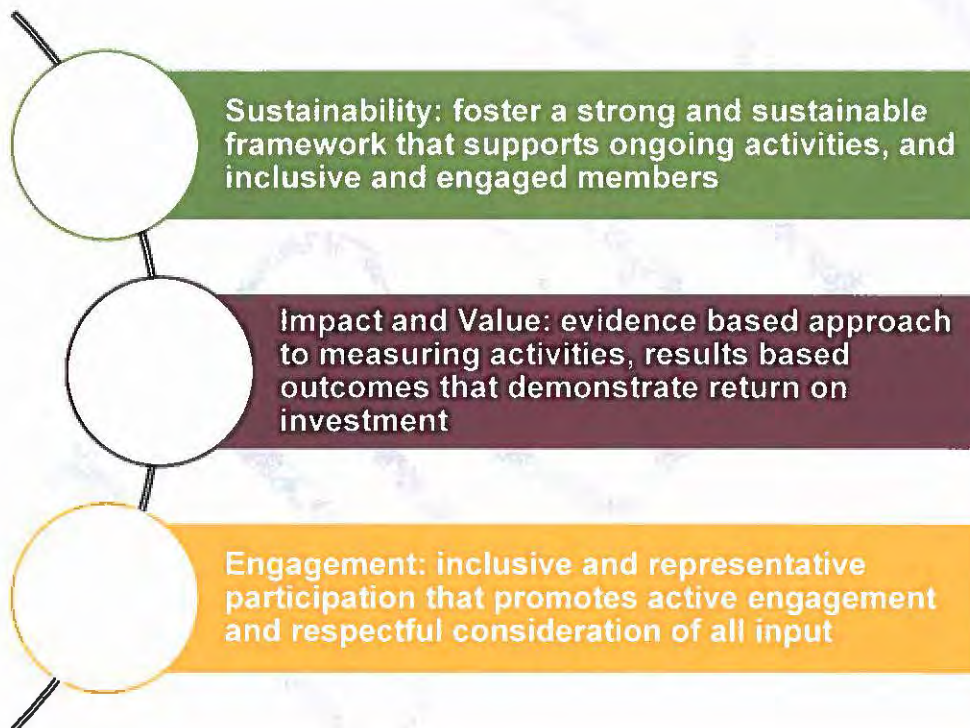 Sustainability: foster a strong and sustainable
framework that supports ongoing activities, and
inclusive and engaged members
Impact and Value: evidence based approach
to measuring activities, results based
outcomes that demonstrate return on
investment
Engagement: inclusive and representative
participation that promotes active engagement
and respectful consideration of all input